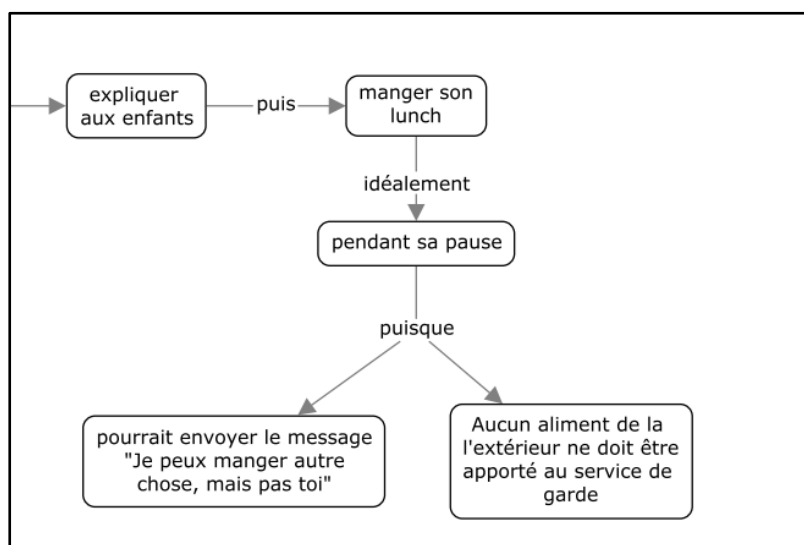 expliquer
aux enfants
puis
manger son
lunch
idéalement
pendant sa pause
puisque
pourrait envoyer le message
"Je peux manger autre
chose, mais pas toi"
Aucun aliment de la
l'extérieur ne doit être
apporté au service de
garde